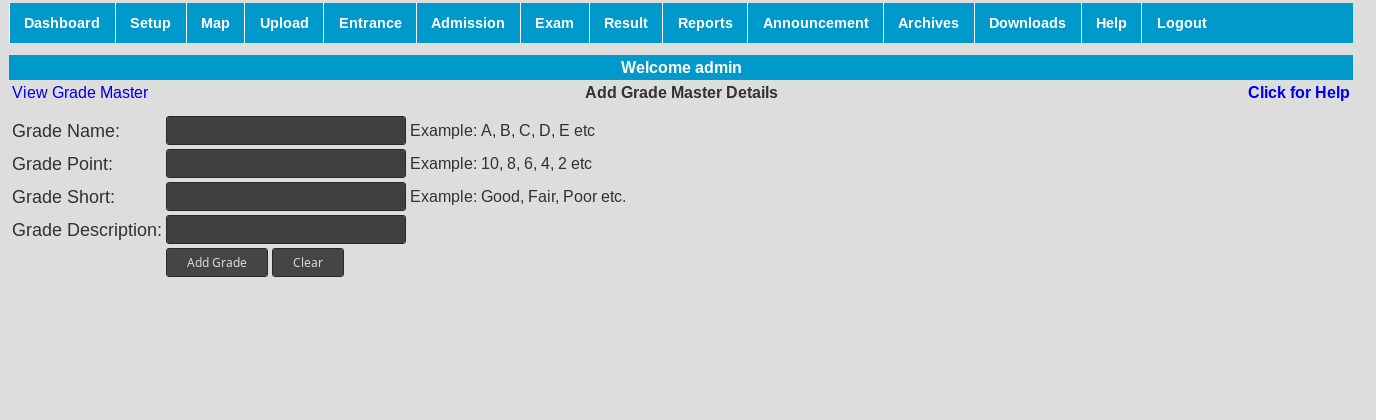 Dashboard Setup Map Upload Entrance Admission Exam Result Reports Announcement Archives Downloads Help Logout
Welcome admin
View Grade Master Add Grade Master Details Click for Help
Grade Name: Example: A, B, C, D, E etc
Grade Point: Example: 10, 8, 6, 4, 2 etc
Grade Short: Example: Good, Fair, Poor etc.
Grade Description:
Add Grade Clear